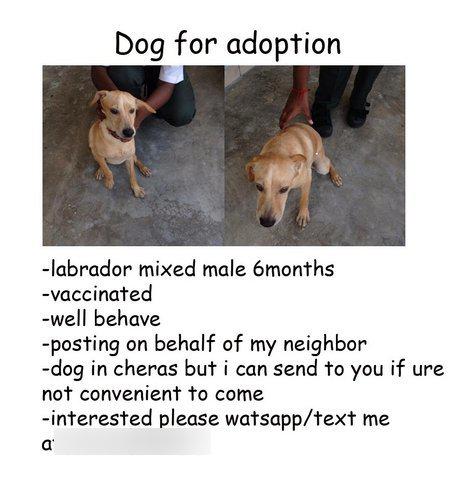 Dog for adoption
-labrador mixed male 6months
-vaccinated
-well behave
-posting on behalf of my neighbor
-dog in cheras but i can send to you if ure
not convenient to come
-interested please watsapp/text me